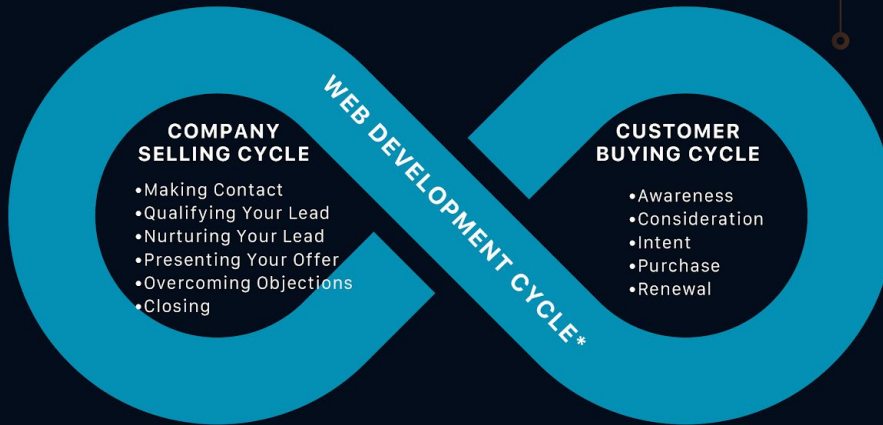 COMPANY
SELLING CYCLE
•Making Contact
•Qualifying Your Lead
•Nurturing Your Lead
•Presenting Your Offer
•Overcoming Objections
•Closing
WEB DEVELOPMENT CYCLE*
CUSTOMER
BUYING CYCLE
•Awareness
•Consideration
•Intent
•Purchase
•Renewal